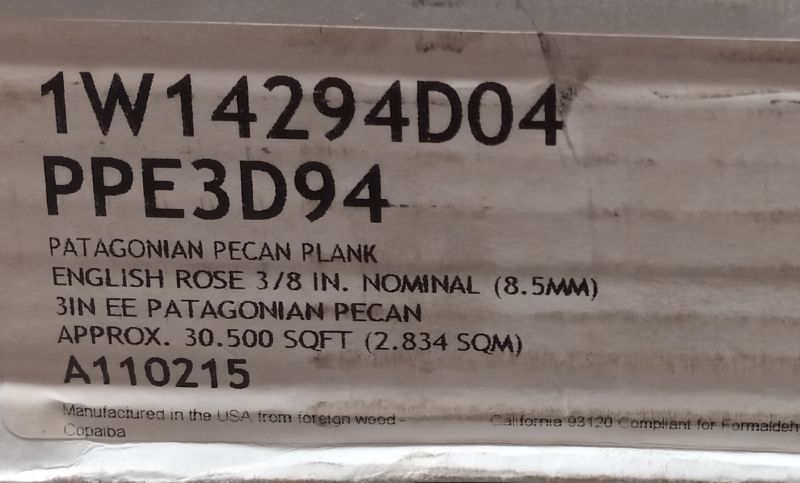 1W14294D04
PPE3D94
PATAGONIAN PECAN PLANK
ENGLISH ROSE 3/8 IN. NOMINAL (8.5MM)
3IN EE PATAGONIAN PECAN
APPROX. 30.500 SQFT (2.834 SQM)
A110215
Manufactured in the USA from foreign wood -
Copaiba
California 93120 Compliant for Formaldeh